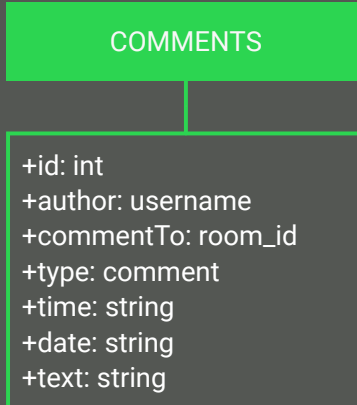 COMMENTS
+id: int
+author: username
+commentTo: room_id
+type: comment
+time: string
+date: string
+text: string